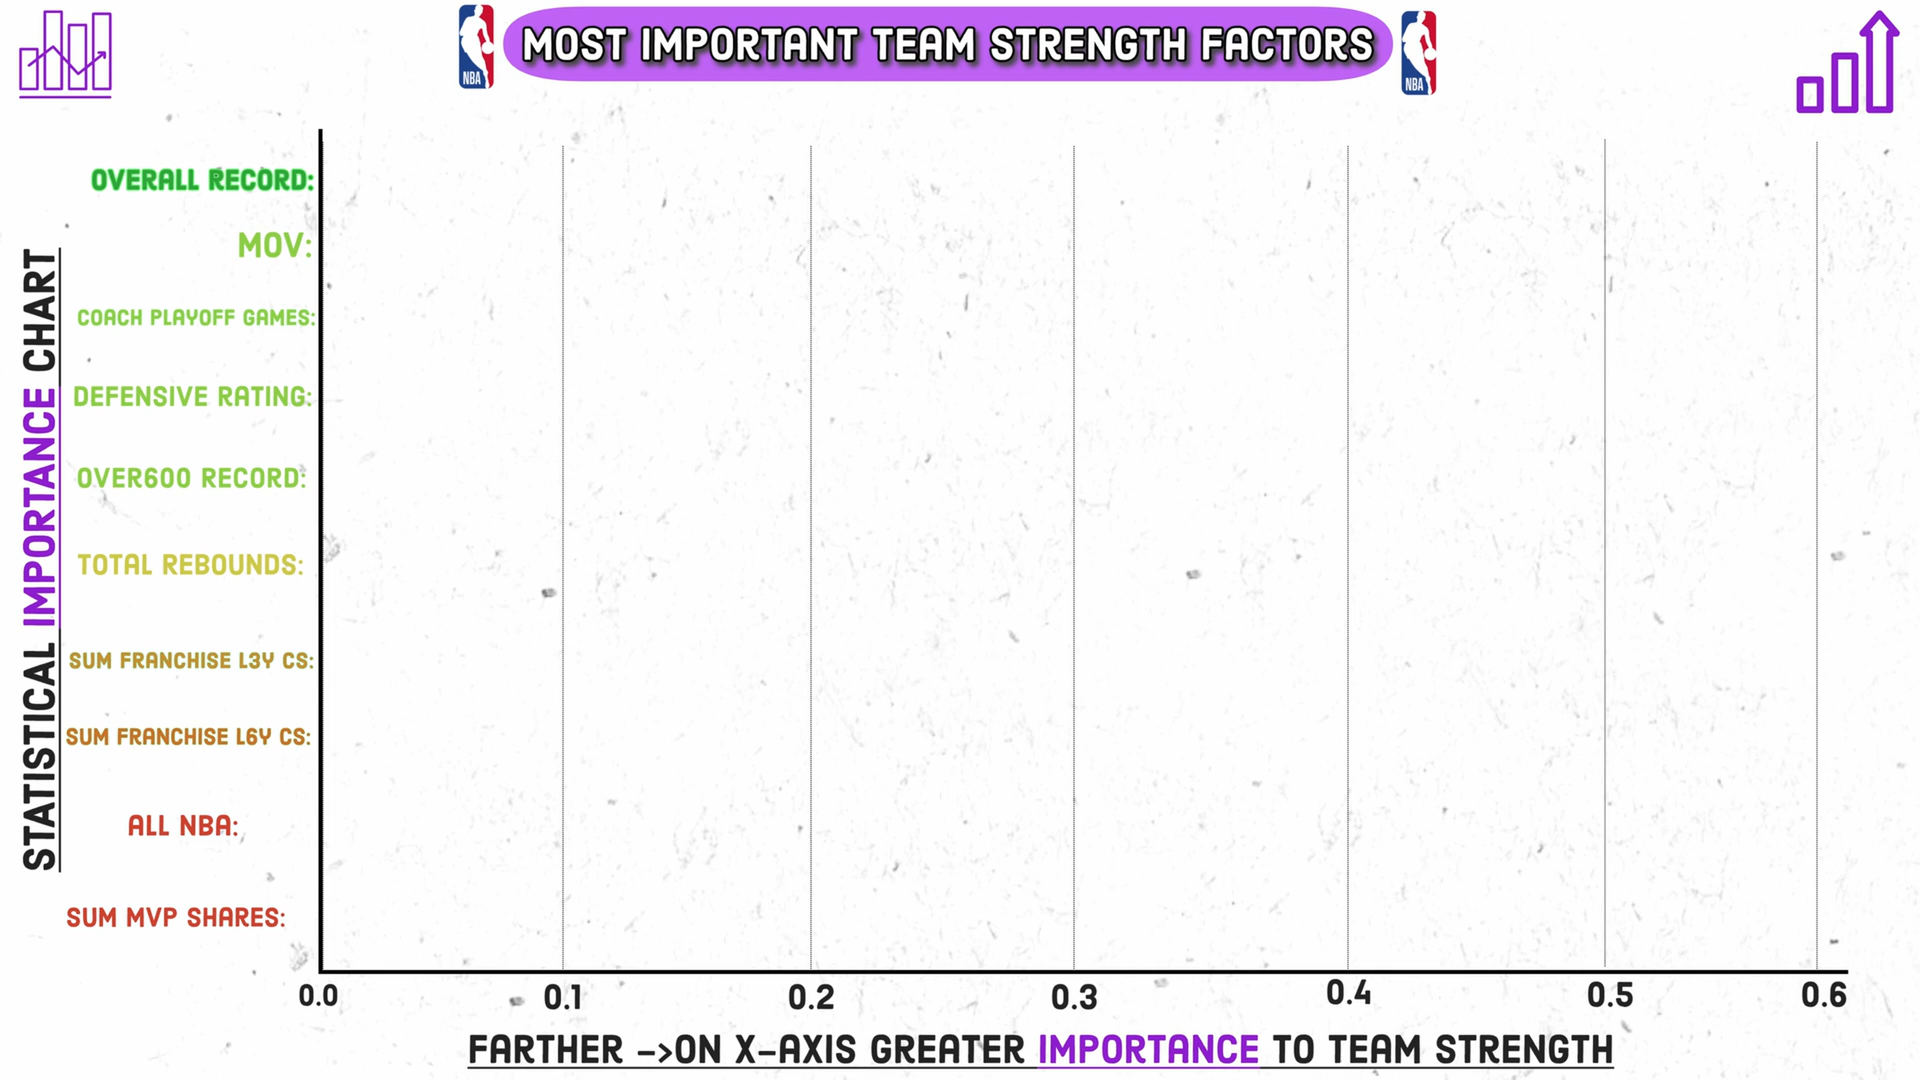 MOST IMPORTANT TEAM STRENGTH FACTORS
NBA
NBA
STATISTICAL IMPORTANCE CHART
OVERALL RECORD:
MOV:
COACH PLAYOFF GAMES:
DEFENSIVE RATING:
OVER600 RECORD:
TOTAL REBOUNDS:
SUM FRANCHISE L3Y CS:
SUM FRANCHISE L6Y CS:
ALL NBA:
SUM MVP SHARES:
0.0 0.1 0.2 0.3 0.4 0.5 0.6
FARTHER ->ON X-AXIS GREATER IMPORTANCE TO TEAM STRENGTH